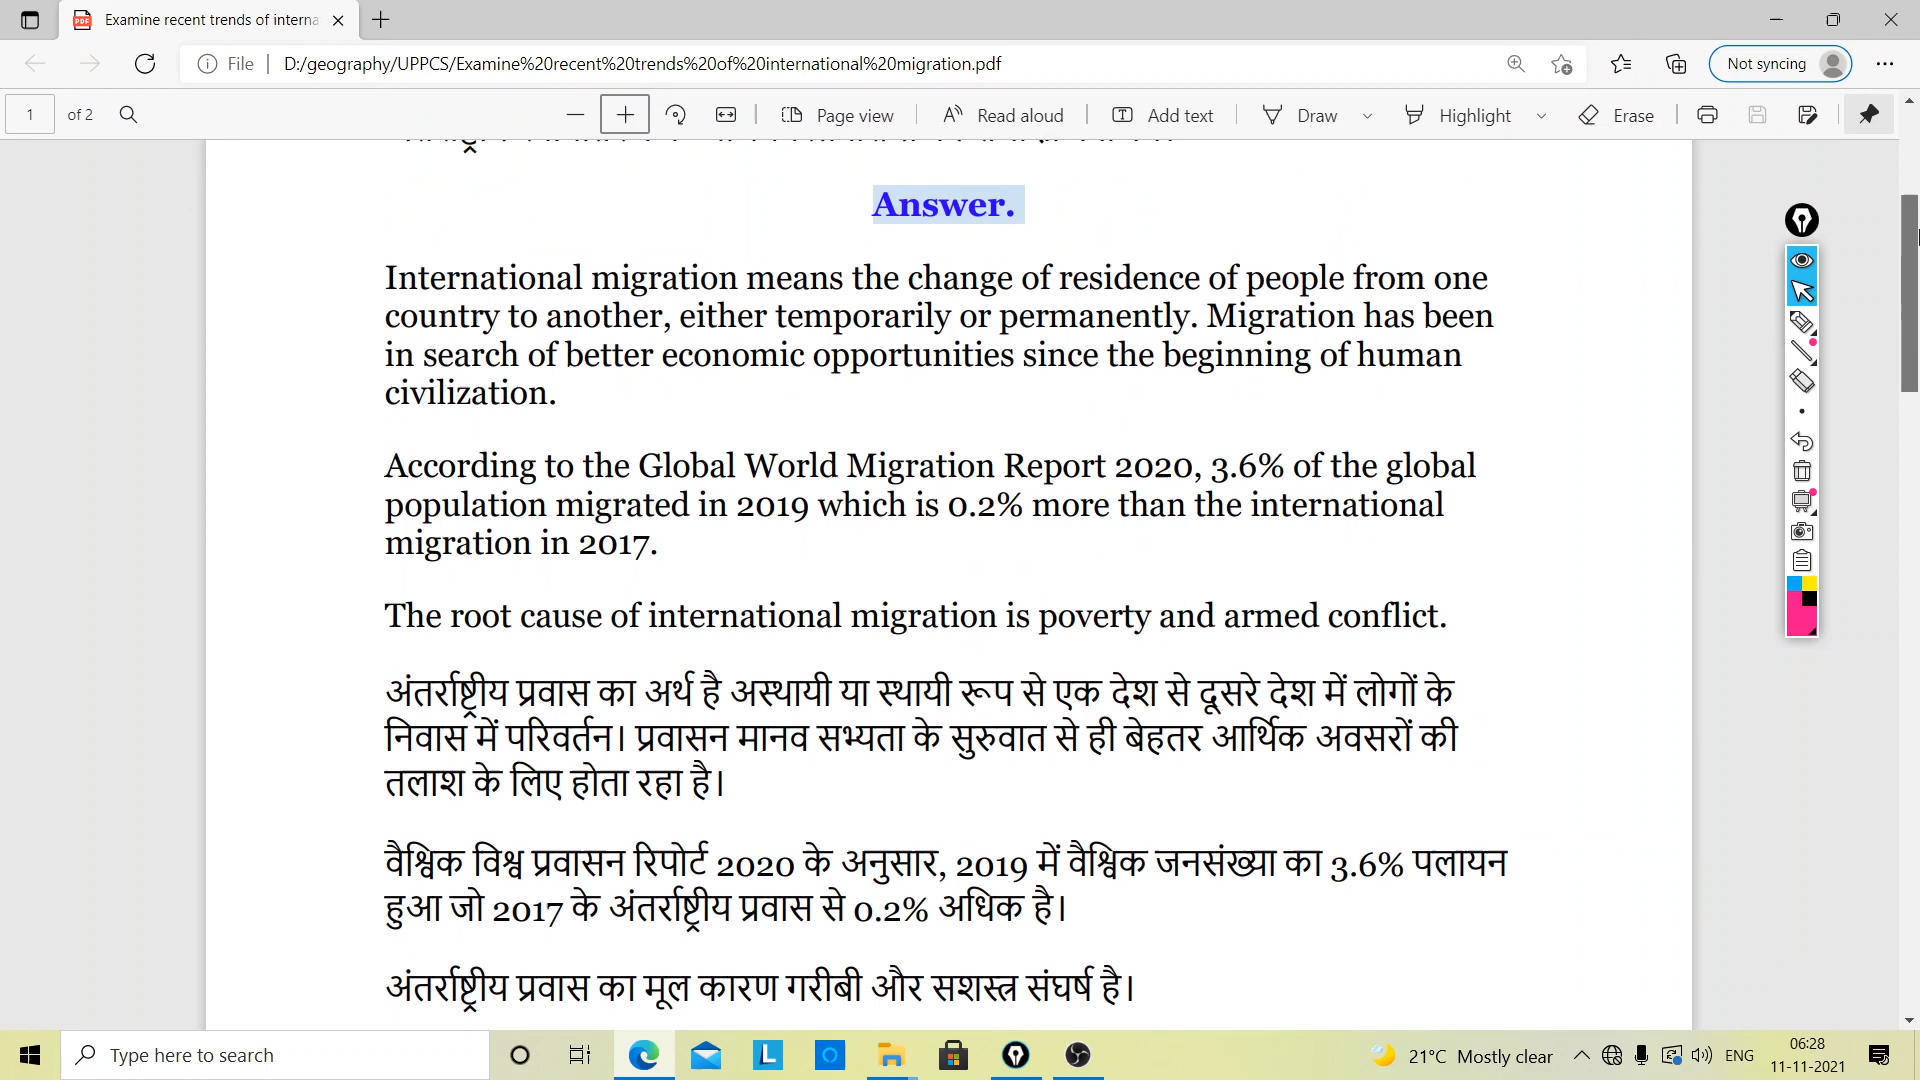 Examine recent trends of interna
File
D:/geography/UPPCS/Examine%20recent%20trends%20of%20international%20migration.pdf
Not syncing
1 of 2
Page view
Read aloud
Add text
Draw
Highlight
Erase
Answer.
International migration means the change of residence of people from one
country to another, either temporarily or permanently. Migration has been
in search of better economic opportunities since the beginning of human
civilization.
According to the Global World Migration Report 2020, 3.6% of the global
population migrated in 2019 which is 0.2% more than the international
migration in 2017.
The root cause of international migration is poverty and armed conflict.
अंतर्राष्ट्रीय प्रवास का अर्थ है अस्थायी या स्थायी रूप से एक देश से दूसरे देश में लोगों के
निवास में परिवर्तन। प्रवासन मानव सभ्यता के सुरुवात से ही बेहतर आर्थिक अवसरों की
तलाश के लिए होता रहा है।
वैश्विक विश्व प्रवासन रिपोर्ट 2020 के अनुसार, 2019 में वैश्विक जनसंख्या का 3.6% पलायन
हुआ जो 2017 के अंतर्राष्ट्रीय प्रवास से 0.2% अधिक है।
अंतर्राष्ट्रीय प्रवास का मूल कारण गरीबी और सशस्त्र संघर्ष है।
Type here to search
21°C Mostly clear
ENG
06:28
11-11-2021